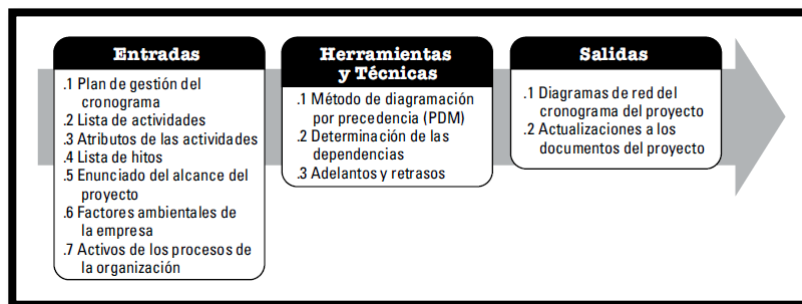 Entradas
.1 Plan de gestión del
cronograma
.2 Lista de actividades
.3 Atributos de las actividades
.4 Lista de hitos
.5 Enunciado del alcance del
proyecto
.6 Factores ambientales de
la empresa
.7 Activos de los procesos de
la organización
Herramientas
y Técnicas
.1 Método de diagramación
por precedencia (PDM)
.2 Determinación de las
dependencias
.3 Adelantos y retrasos
Salidas
.1 Diagramas de red del
cronograma del proyecto
.2 Actualizaciones a los
documentos del proyecto